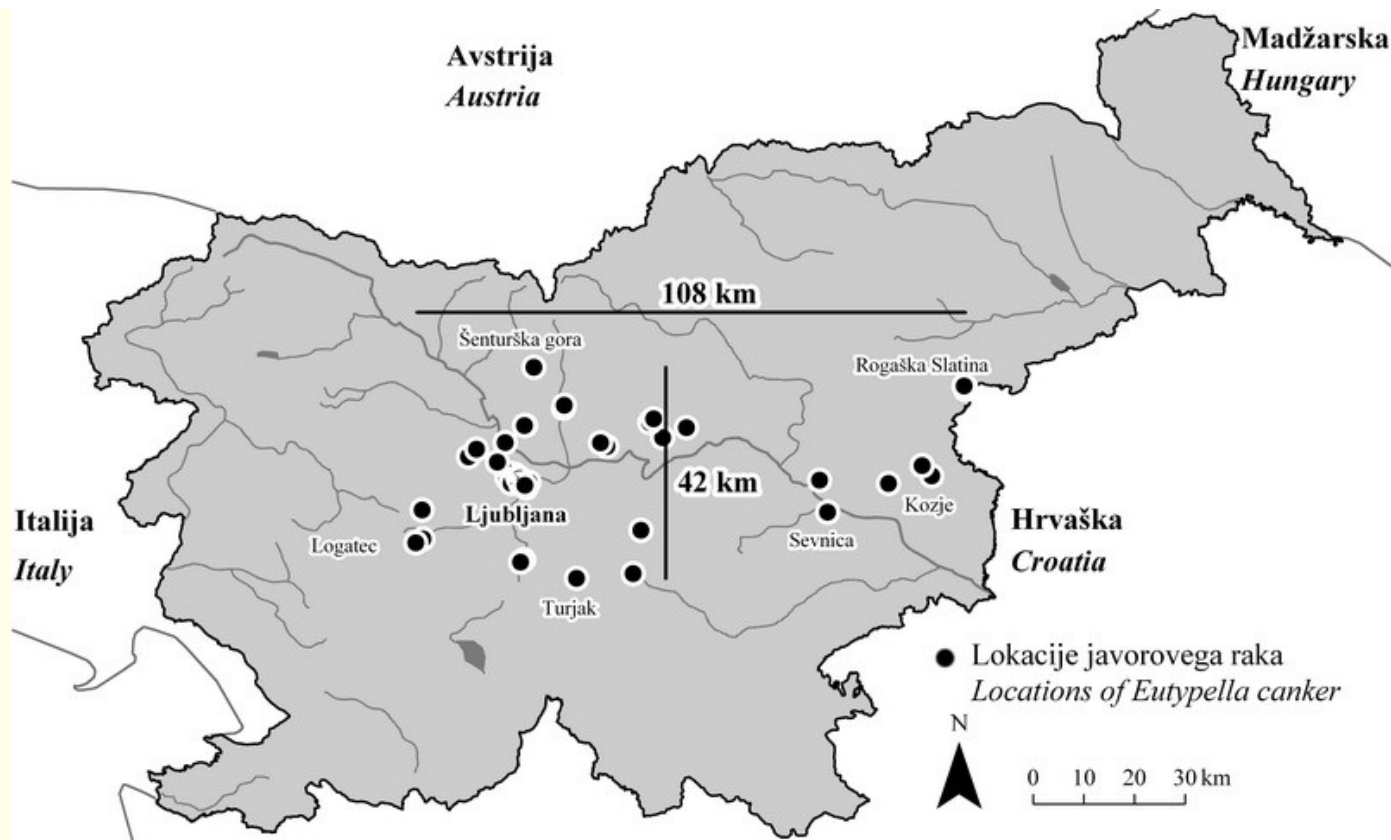 Avstrija
Austria
Madžarska
Hungary
108 km
Šenturška gora
Rogaška Slatina
42 km
Ljubljana
Kozje
Italija
Italy
Logatec
Sevnica
Hrvaška
Croatia
Turjak
Lokacije javorovega raka
Locations of Eutypella canker
N
0 10 20 30 km